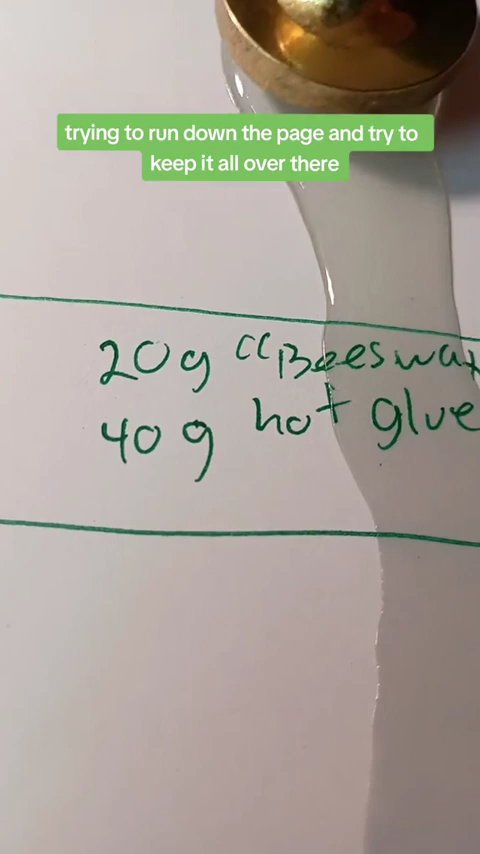 trying to run down the page and try to
keep it all over there
20g "Beeswax
40g hot glue